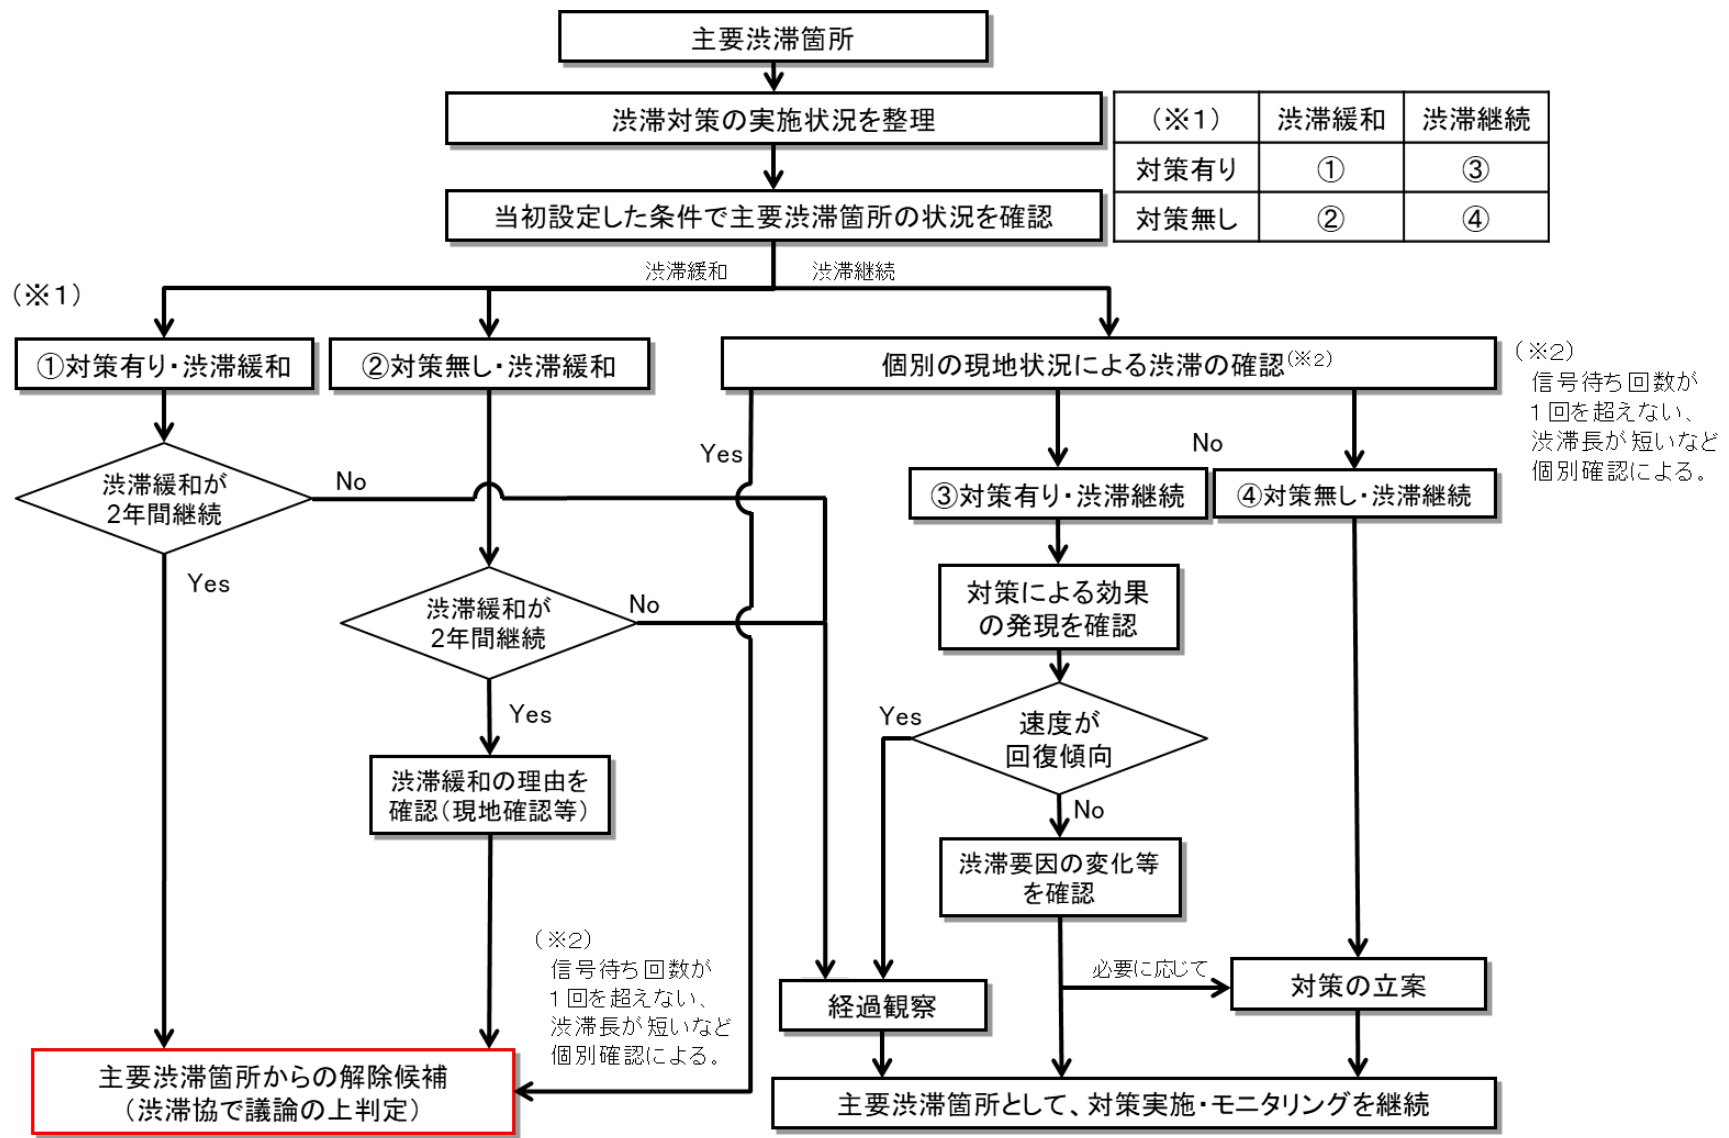 主要渋滞箇所
渋滞対策の実施状況を整理
(※1) 渋滞緩和 渋滞継続
対策有り ① ③
対策無し ② ④
当初設定した条件で主要渋滞箇所の状況を確認
渋滞緩和 渋滞継続
(※1)
①対策有り・渋滞緩和
②対策無し・渋滞緩和
個別の現地状況による渋滞の確認(※2)
(※2)
信号待ち回数が
1回を超えない、
渋滞長が短いなど
個別確認による。
渋滞緩和が
2年間継続
No
Yes
Yes
No
③対策有り・渋滞継続
④対策無し・渋滞継続
渋滞緩和が
2年間継続
No
Yes
対策による効果
の発現を確認
速度が
回復傾向
Yes
No
渋滞緩和の理由を
確認(現地確認等)
渋滞要因の変化等
を確認
(※2)
信号待ち回数が
1回を超えない、
渋滞長が短いなど
個別確認による。
必要に応じて
経過観察
対策の立案
主要渋滞箇所からの解除候補
(渋滞協で議論の上判定)
主要渋滞箇所として、対策実施・モニタリングを継続